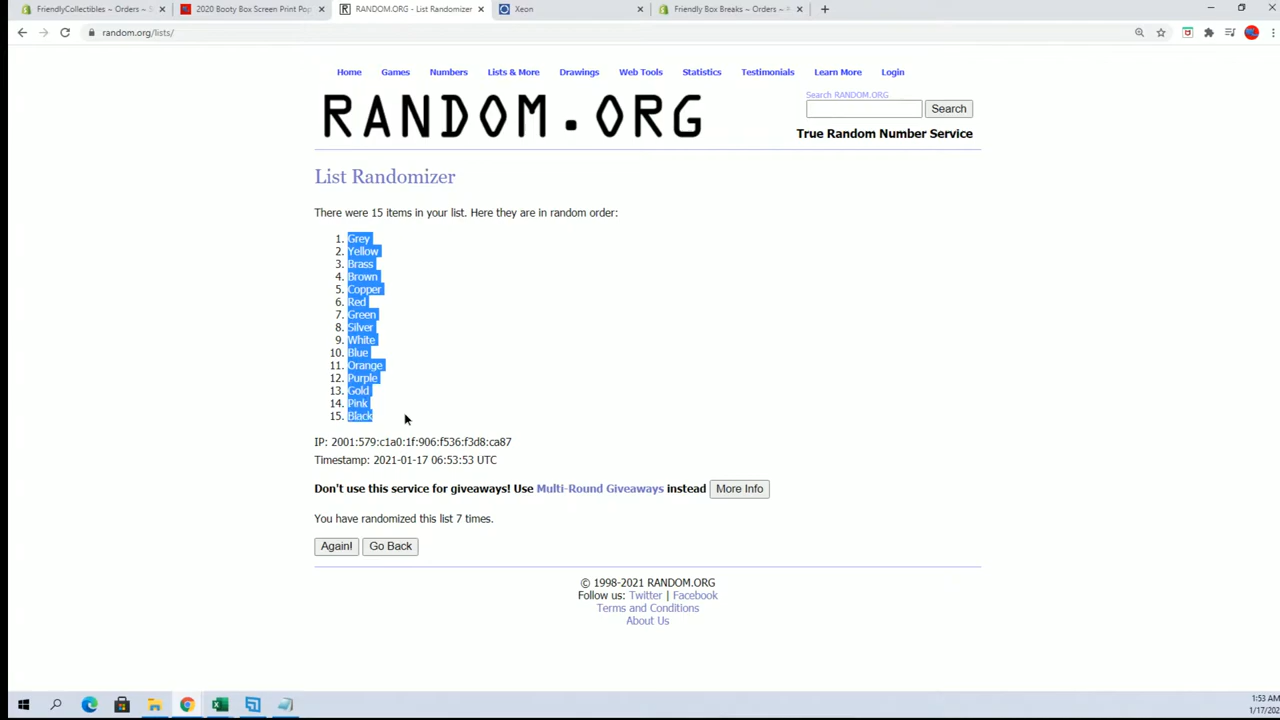 FriendlyCollectibles ~ Orders ~ S
2020 Booty Box Screen Print Pop
RANDOM.ORG - List Randomizer
Xeon
Friendly Box Breaks ~ Orders ~
random.org/lists/
Home Games Numbers Lists & More Drawings Web Tools Statistics Testimonials Learn More Login
RANDOM.ORG
Search RANDOM.ORG
Search
True Random Number Service
List Randomizer
There were 15 items in your list. Here they are in random order:
1. Grey
2. Yellow
3. Brass
4. Brown
5. Copper
6. Red
7. Green
8. Silver
9. White
10. Blue
11. Orange
12. Purple
13. Gold
14. Pink
15. Black
IP: 2001:579:c1a0:1f:906:f536:f3d8:ca87
Timestamp: 2021-01-17 06:53:53 UTC
Don't use this service for giveaways! Use Multi-Round Giveaways instead More Info
You have randomized this list 7 times.
Again! Go Back
© 1998-2021 RANDOM.ORG
Follow us: Twitter | Facebook
Terms and Conditions
About Us
1:53 AM
1/17/202